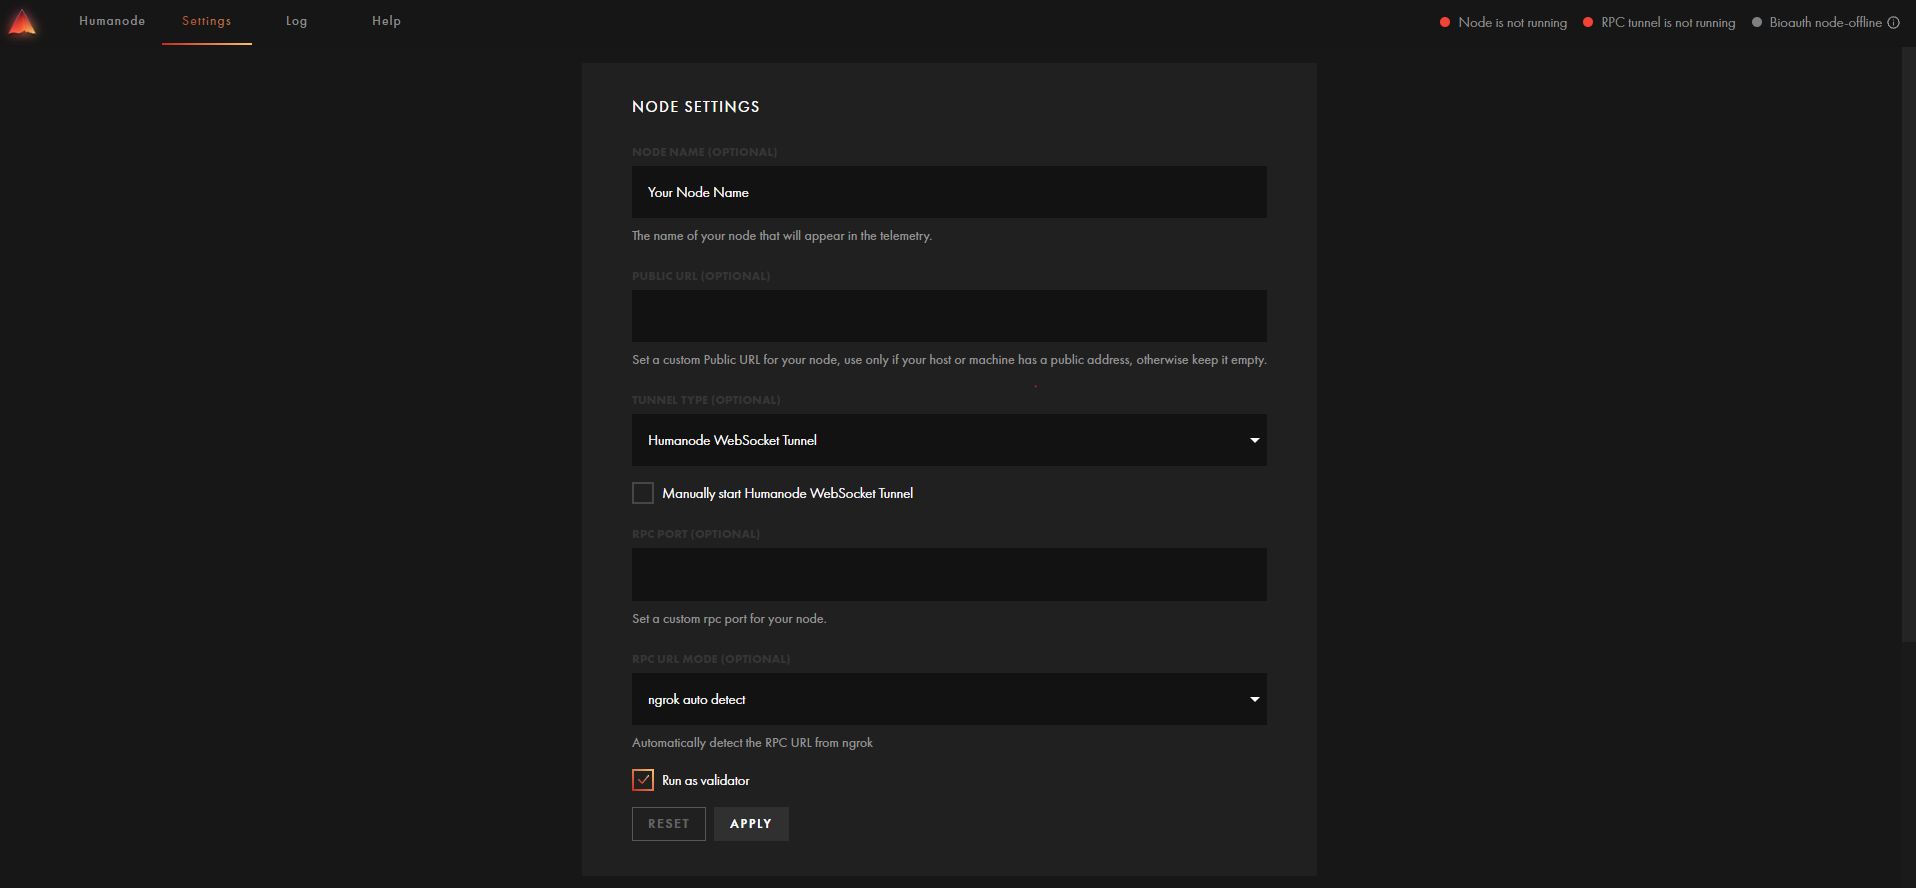 Humanode Settings Log Help Node is not running RPC tunnel is not running Bioauth node-offline
NODE SETTINGS
NODE NAME (OPTIONAL)
Your Node Name
The name of your node that will appear in the telemetry.
PUBLIC URL (OPTIONAL)
Set a custom Public URL for your node, use only if your host or machine has a public address, otherwise keep it empty.
TUNNEL TYPE (OPTIONAL)
Humanode WebSocket Tunnel
Manually start Humanode WebSocket Tunnel
RPC PORT (OPTIONAL)
Set a custom rpc port for your node.
RPC URL MODE (OPTIONAL)
ngrok auto detect
Automatically detect the RPC URL from ngrok
Run as validator
RESET APPLY